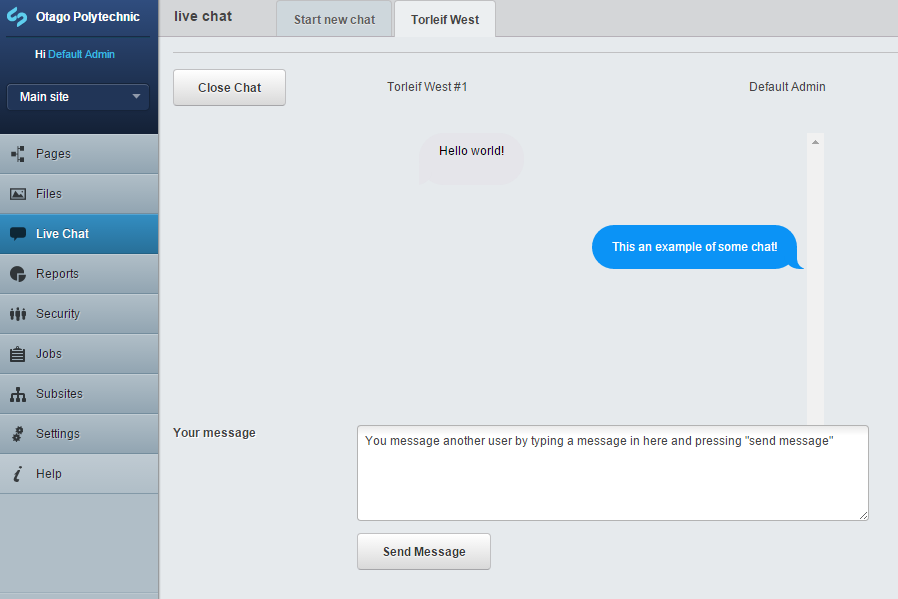 Otago Polytechnic
Hi Default Admin
Main site
Pages
Files
Live Chat
Reports
Security
Jobs
Subsites
Settings
Help
live chat
Start new chat
Torleif West
Close Chat
Torleif West #1
Default Admin
Hello world!
This an example of some chat!
Your message
You message another user by typing a message in here and pressing "send message"
Send Message